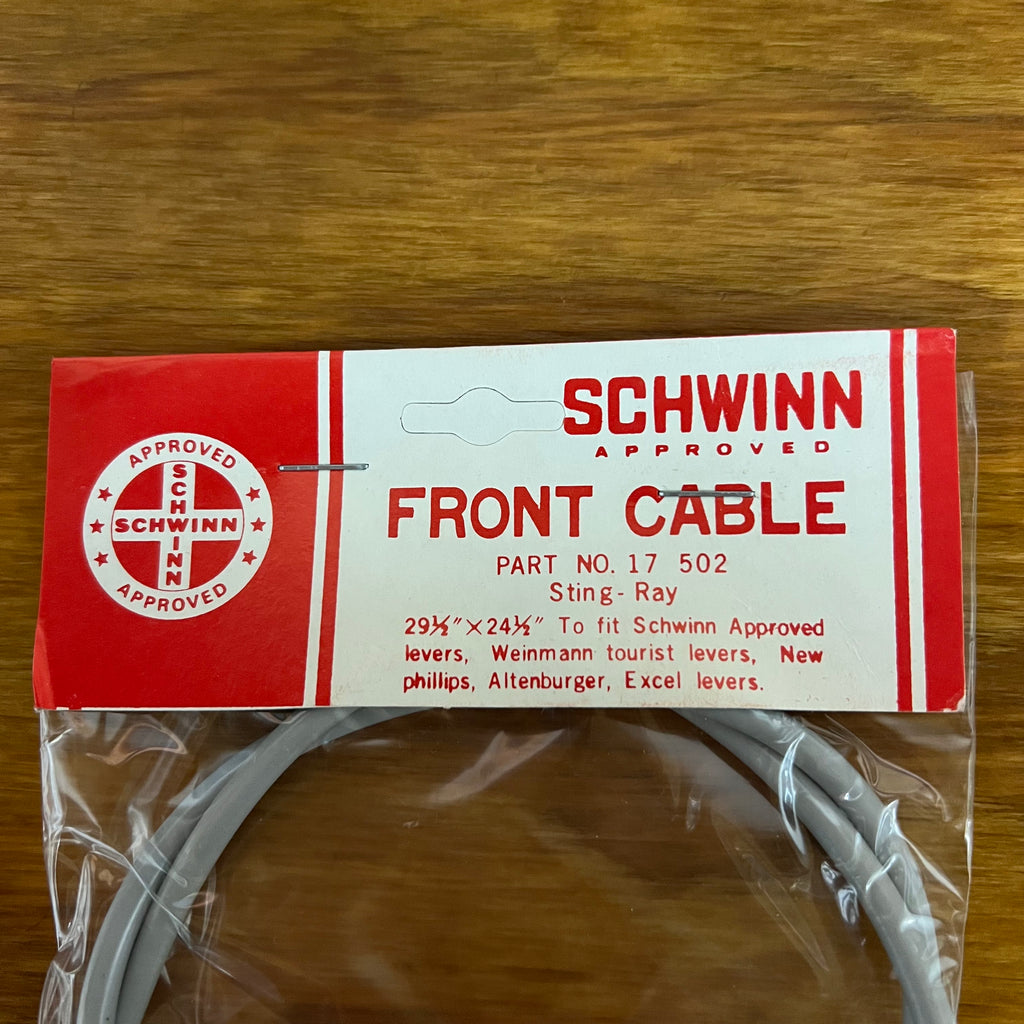 APPROVED
SCHWINN
SCHWINN
APPROVED
SCHWINN
APPROVED
FRONT CABLE
PART NO. 17 502
Sting-Ray
29½"×24½" To fit Schwinn Approved
levers, Weinmann tourist levers, New
phillips, Altenburger, Excel levers.